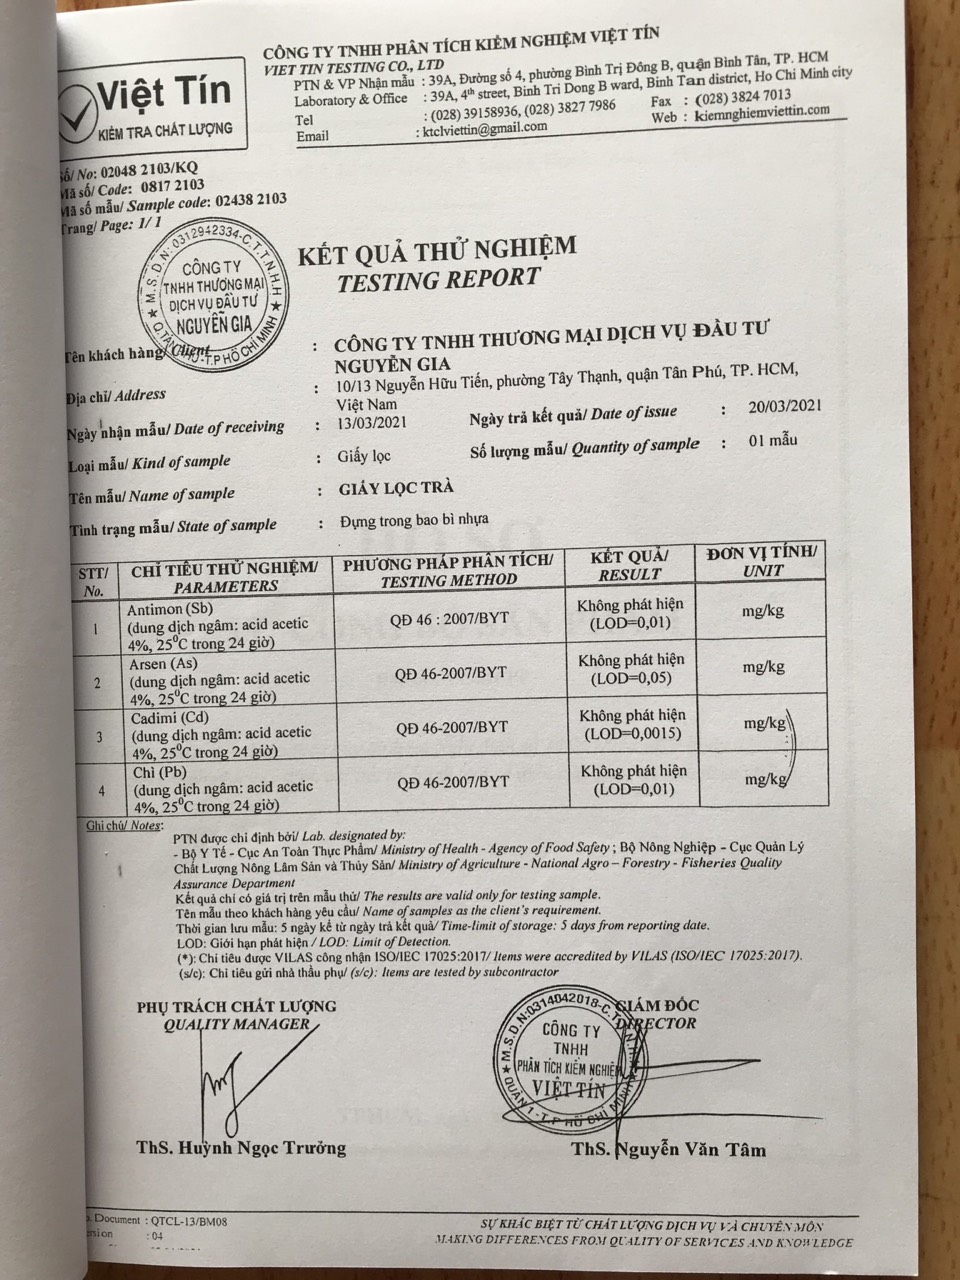 Việt Tín
KIỂM TRA CHẤT LƯỢNG
CÔNG TY TNHH PHÂN TÍCH KIỂM NGHIỆM VIỆT TÍN
VIET TIN TESTING CO., LTD
PTN & VP Nhận mẫu : 39A, Đường số 4, phường Bình Trị Đông B, quận Bình Tân, TP. HCM
Laboratory & Office : 39A, 4th street, Binh Tri Dong B ward, Binh Tan district, Ho Chi Minh city
Tel : (028) 39158936, (028) 3827 7986 Fax : (028) 3824 7013
Email : ktclviettin@gmail.com Web : kiemnghiemviettin.com
Số/ No: 02048 2103/KQ
Mã số/ Code: 0817 2103
Mã số mẫu/ Sample code: 02438 2103
Trang/ Page: 1/ 1
M.S.D.N: 0312942334-C.T.T.N.H.H
CÔNG TY
TNHH THƯƠNG MẠI
DỊCH VỤ ĐẦU TƯ
NGUYỄN GIA
Q.TÂN PHÚ-T.P HỒ CHÍ MINH
KẾT QUẢ THỬ NGHIỆM
TESTING REPORT
Tên khách hàng/ Client : CÔNG TY TNHH THƯƠNG MẠI DỊCH VỤ ĐẦU TƯ
NGUYỄN GIA
Địa chỉ/ Address : 10/13 Nguyễn Hữu Tiến, phường Tây Thạnh, quận Tân Phú, TP. HCM,
Việt Nam
Ngày nhận mẫu/ Date of receiving : 13/03/2021 Ngày trả kết quả/ Date of issue : 20/03/2021
Loại mẫu/ Kind of sample : Giấy lọc Số lượng mẫu/ Quantity of sample : 01 mẫu
Tên mẫu/ Name of sample : GIẤY LỌC TRÀ
Tình trạng mẫu/ State of sample : Đựng trong bao bì nhựa
STT/ CHỈ TIÊU THỬ NGHIỆM/ PHƯƠNG PHÁP PHÂN TÍCH/ KẾT QUẢ/ ĐƠN VỊ TÍNH/
No. PARAMETERS TESTING METHOD RESULT UNIT
Antimon (Sb) Không phát hiện
1 (dung dịch ngâm: acid acetic QĐ 46 : 2007/BYT (LOD=0,01) mg/kg
4%, 25⁰C trong 24 giờ)
Arsen (As) Không phát hiện
2 (dung dịch ngâm: acid acetic QĐ 46-2007/BYT (LOD=0,05) mg/kg
4%, 25⁰C trong 24 giờ)
Cadimi (Cd) Không phát hiện
3 (dung dịch ngâm: acid acetic QĐ 46-2007/BYT (LOD=0,0015) mg/kg
4%, 25⁰C trong 24 giờ)
Chì (Pb) Không phát hiện
4 (dung dịch ngâm: acid acetic QĐ 46-2007/BYT (LOD=0,01) mg/kg
4%, 25⁰C trong 24 giờ)
Ghi chú/ Notes:
PTN được chỉ định bởi/ Lab. designated by:
- Bộ Y Tế - Cục An Toàn Thực Phẩm/ Ministry of Health - Agency of Food Safety ; Bộ Nông Nghiệp - Cục Quản Lý
Chất Lượng Nông Lâm Sản và Thủy Sản/ Ministry of Agriculture - National Agro – Forestry - Fisheries Quality
Assurance Department
Kết quả chỉ có giá trị trên mẫu thử/ The results are valid only for testing sample.
Tên mẫu theo khách hàng yêu cầu/ Name of samples as the client's requirement.
Thời gian lưu mẫu: 5 ngày kể từ ngày trả kết quả/ Time-limit of storage: 5 days from reporting date.
LOD: Giới hạn phát hiện / LOD: Limit of Detection.
(*): Chỉ tiêu được VILAS công nhận ISO/IEC 17025:2017/ Items were accredited by VILAS (ISO/IEC 17025:2017).
(s/c): Chỉ tiêu gửi nhà thầu phụ/ (s/c): Items are tested by subcontractor
PHỤ TRÁCH CHẤT LƯỢNG GIÁM ĐỐC
QUALITY MANAGER DIRECTOR
M.S.D.N:0314042018-C.T.T.N.H.H
CÔNG TY
TNHH
PHÂN TÍCH KIỂM NGHIỆM
VIỆT TÍN
QUẬN 1-T.P HỒ CHÍ MINH
ThS. Huỳnh Ngọc Trưởng ThS. Nguyễn Văn Tâm
Document : QTCL-13/BM08
: 04
SỰ KHÁC BIỆT TỪ CHẤT LƯỢNG DỊCH VỤ VÀ CHUYÊN MÔN
MAKING DIFFERENCES FROM QUALITY OF SERVICES AND KNOWLEDGE